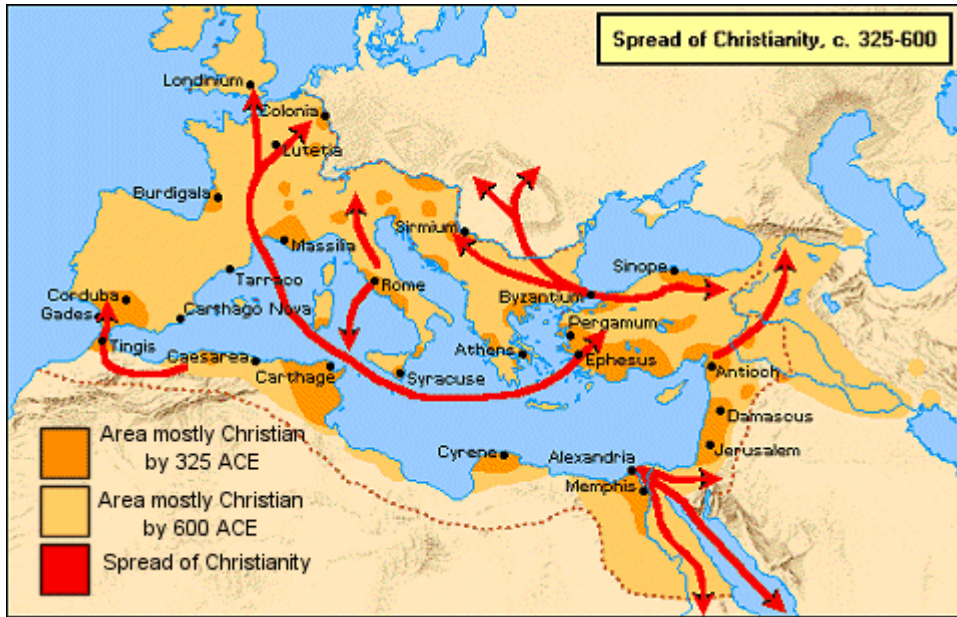 Spread of Christianity, c. 325-600
Londinium
Colonia
Lutetia
Burdigala
Sirmium
Massilia
Sinope
Tarraco
Rome
Byzantium
Corduba
Gades
Carthago Nova
Pergamum
Tingis
Caesarea
Athens
Ephesus
Carthage
Syracuse
Antioch
Damascus
Cyrene
Alexandria
Jerusalem
Memphis
Area mostly Christian
by 325 ACE
Area mostly Christian
by 600 ACE
Spread of Christianity